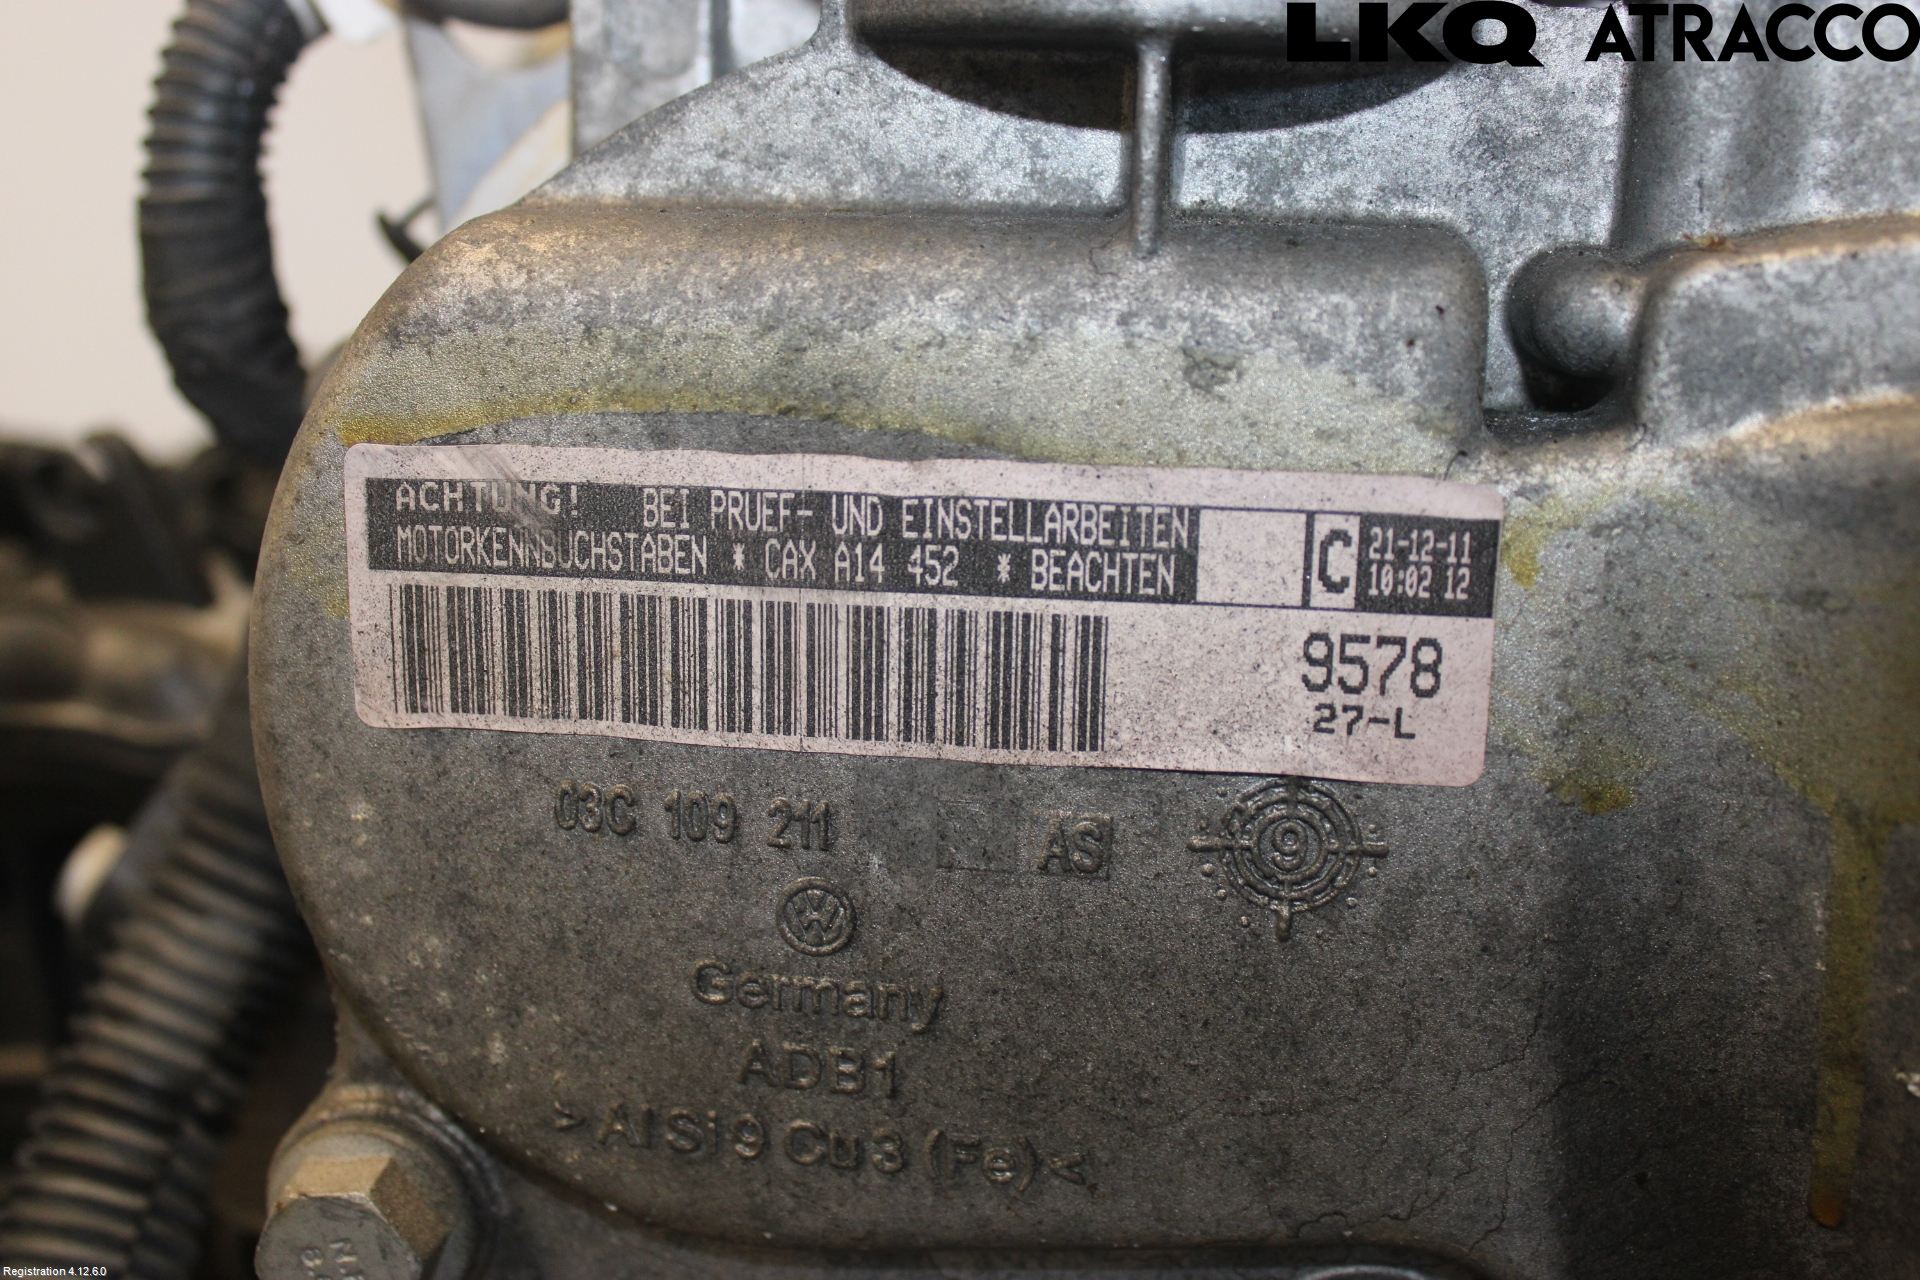 LKQ ATRACCO
ACHTUNG! BEI PRUEF- UND EINSTELLARBEITEN
MOTORKENNBUCHSTABEN * CAX A14 452 * BEACHTEN
C
21-12-11
10:02 12
9578
27-L
03C 109 211 AS
9
VW
Germany
ADB1
>AlSi9Cu3(Fe)<
Registration 4.12.6.0